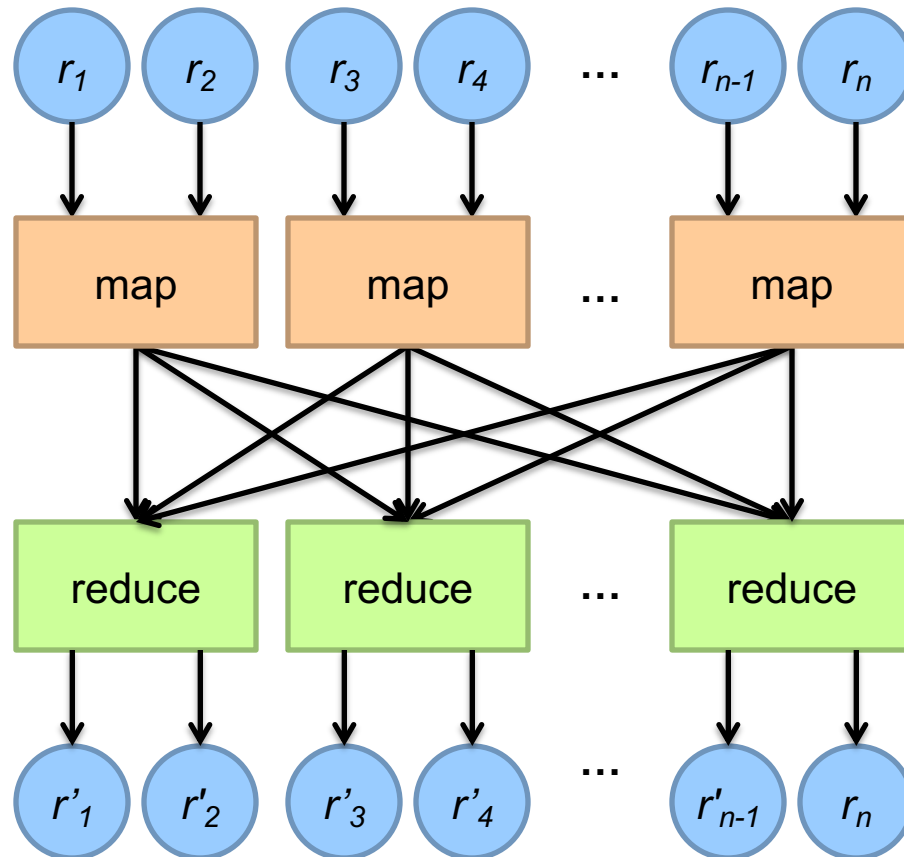 r₁ r₂ r₃ r₄ ... rₙ₋₁ rₙ
map map ... map
reduce reduce ... reduce
r’₁ r'₂ r’₃ r’₄ ... r'ₙ₋₁ rₙ